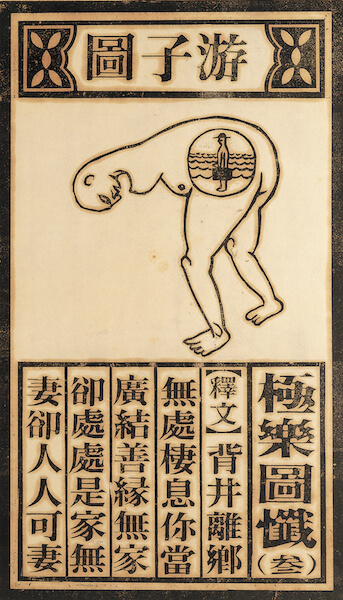 游子圖
極樂圖懺(叁)
【釋文】背井離鄉
無處棲息你當
廣結善緣無家
卻處處是家無
妻卻人人可妻